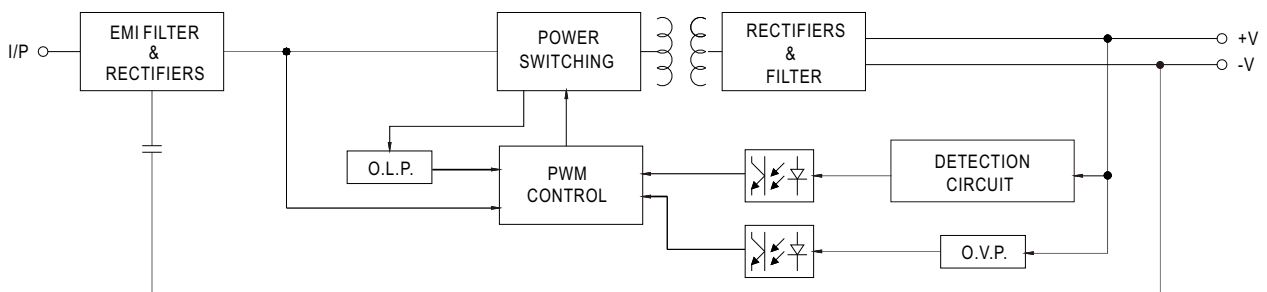 I/P
EMI FILTER
&
RECTIFIERS
POWER
SWITCHING
RECTIFIERS
&
FILTER
+V
-V
O.L.P.
PWM
CONTROL
DETECTION
CIRCUIT
O.V.P.